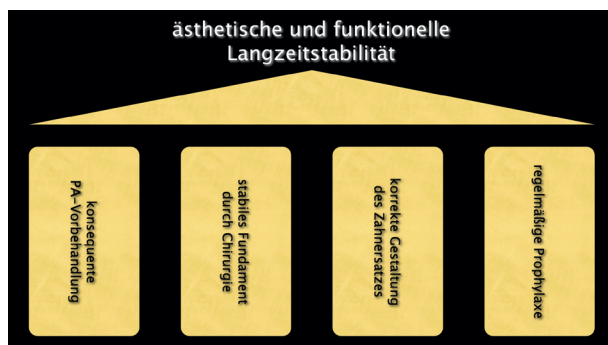 ästhetische und funktionelle
Langzeitstabilität
konsequente
PA-Vorbehandlung
stabiles Fundament
durch Chirurgie
korrekte Gestaltung
des Zahnersatzes
regelmäßige Prophylaxe